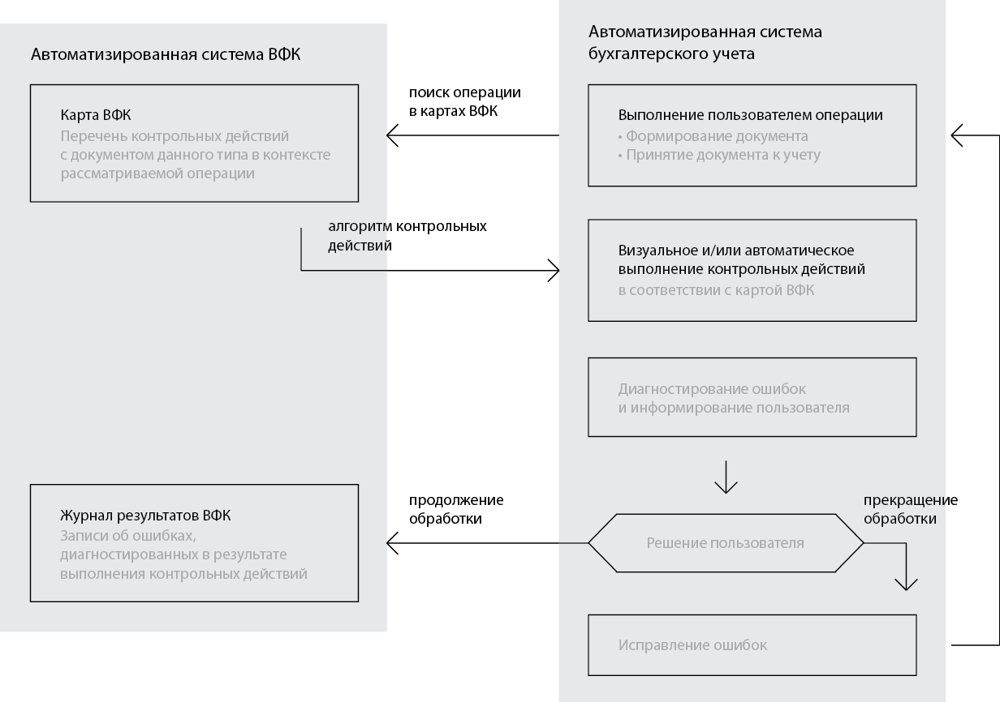 Автоматизированная система ВФК
Карта ВФК
Перечень контрольных действий
с документом данного типа в контексте
рассматриваемой операции
поиск операции
в картах ВФК
Автоматизированная система
бухгалтерского учета
Выполнение пользователем операции
• Формирование документа
• Принятие документа к учету
алгоритм контрольных
действий
Визуальное и/или автоматическое
выполнение контрольных действий
в соответствии с картой ВФК
Диагностирование ошибок
и информирование пользователя
Журнал результатов ВФК
Записи об ошибках,
диагностированных в результате
выполнения контрольных действий
продолжение
обработки
Решение пользователя
прекращение
обработки
Исправление ошибок